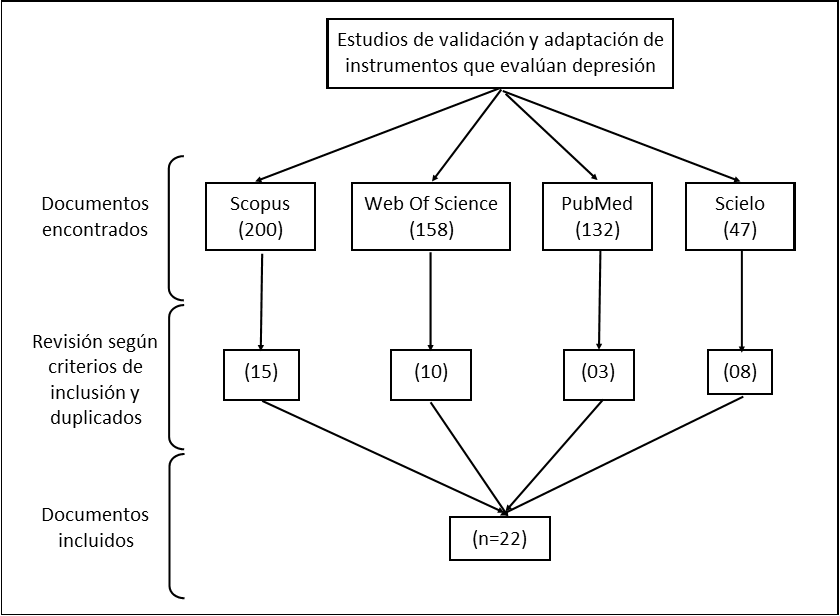 Estudios de validación y adaptación de
instrumentos que evalúan depresión
Documentos
encontrados
Scopus
(200)
Web Of Science
(158)
PubMed
(132)
Scielo
(47)
Revisión según
criterios de
inclusión y
duplicados
(15)
(10)
(03)
(08)
Documentos
incluidos
(n=22)